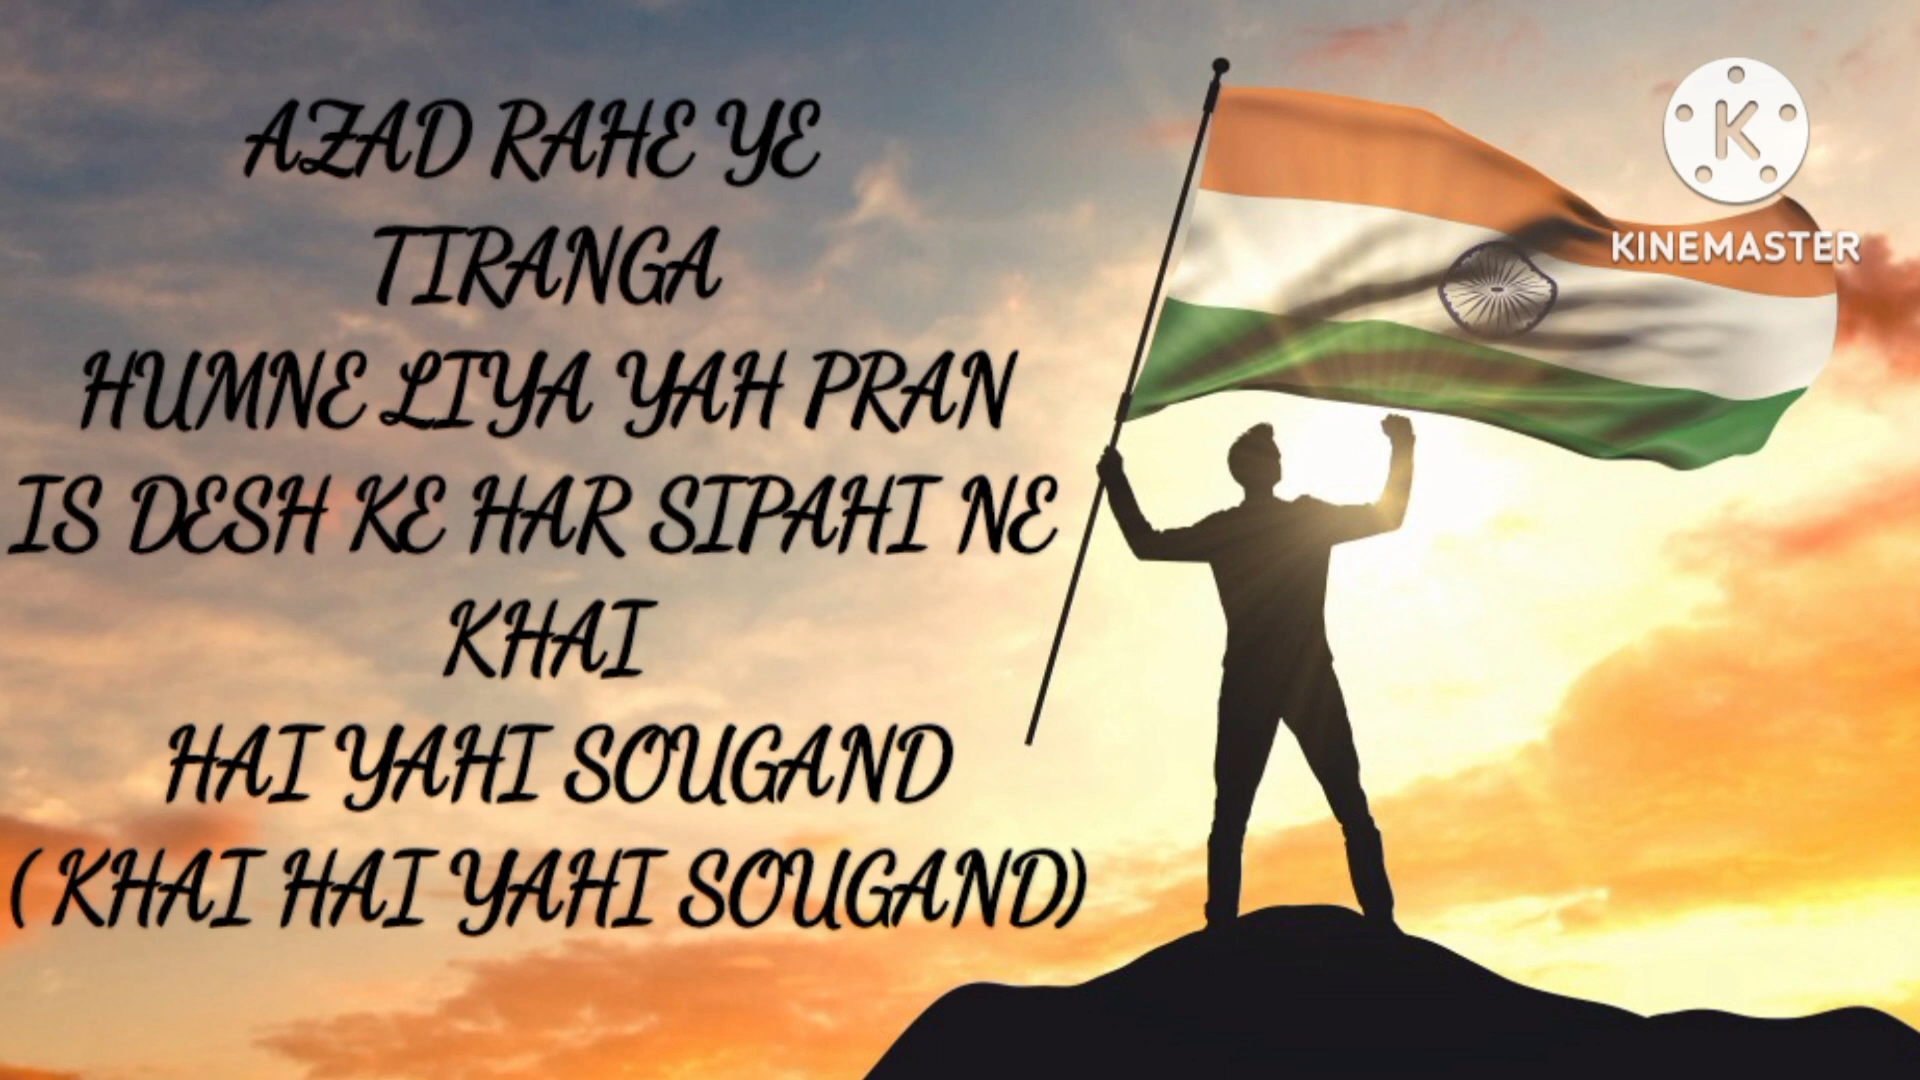 AZAD RAHE YE
TIRANGA
HUMNE LIYA YAH PRAN
IS DESH KE HAR SIPAHI NE
KHAI
HAI YAHI SOUGAND
( KHAI HAI YAHI SOUGAND)
K
KINEMASTER